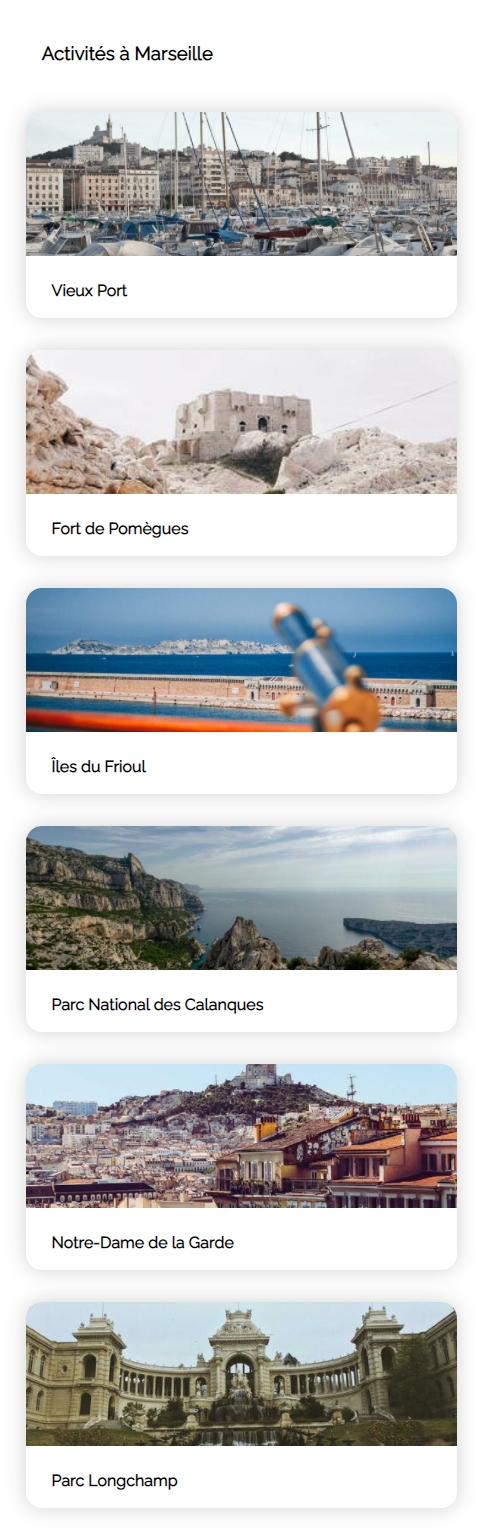 Activités à Marseille
Vieux Port
Fort de Pomègues
Îles du Frioul
Parc National des Calanques
Notre-Dame de la Garde
Parc Longchamp